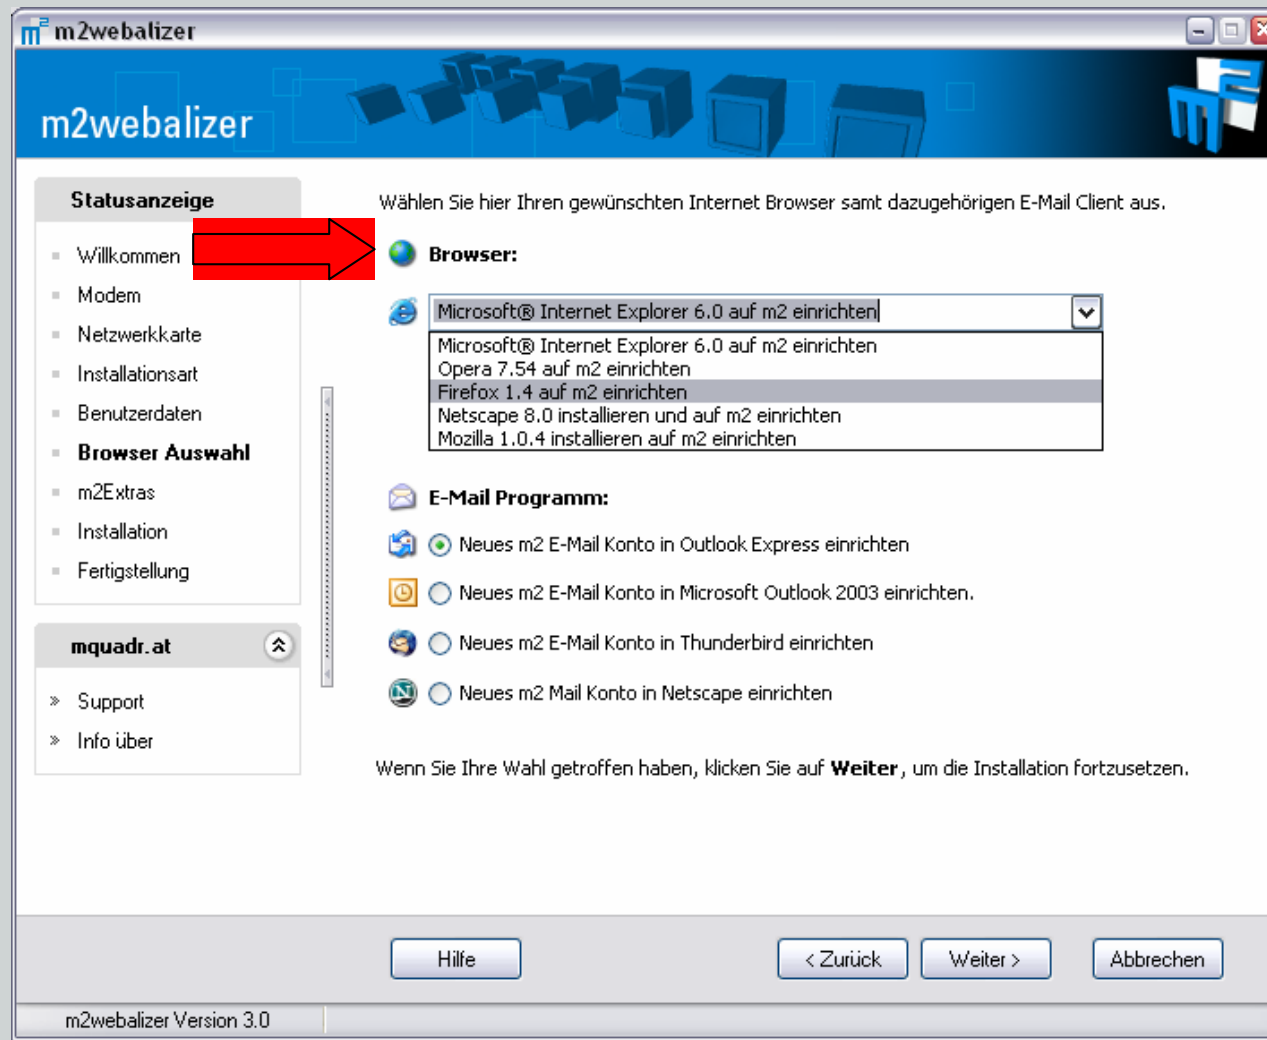 m2webalizer
m2webalizer
m2
Statusanzeige
Willkommen
Modem
Netzwerkkarte
Installationsart
Benutzerdaten
Browser Auswahl
m2Extras
Installation
Fertigstellung
mquadr.at
» Support
» Info über
Wählen Sie hier Ihren gewünschten Internet Browser samt dazugehörigen E-Mail Client aus.
Browser:
Microsoft® Internet Explorer 6.0 auf m2 einrichten
Microsoft® Internet Explorer 6.0 auf m2 einrichten
Opera 7.54 auf m2 einrichten
Firefox 1.4 auf m2 einrichten
Netscape 8.0 installieren und auf m2 einrichten
Mozilla 1.0.4 installieren auf m2 einrichten
E-Mail Programm:
Neues m2 E-Mail Konto in Outlook Express einrichten
Neues m2 E-Mail Konto in Microsoft Outlook 2003 einrichten.
Neues m2 E-Mail Konto in Thunderbird einrichten
Neues m2 Mail Konto in Netscape einrichten
Wenn Sie Ihre Wahl getroffen haben, klicken Sie auf Weiter, um die Installation fortzusetzen.
Hilfe
< Zurück
Weiter >
Abbrechen
m2webalizer Version 3.0